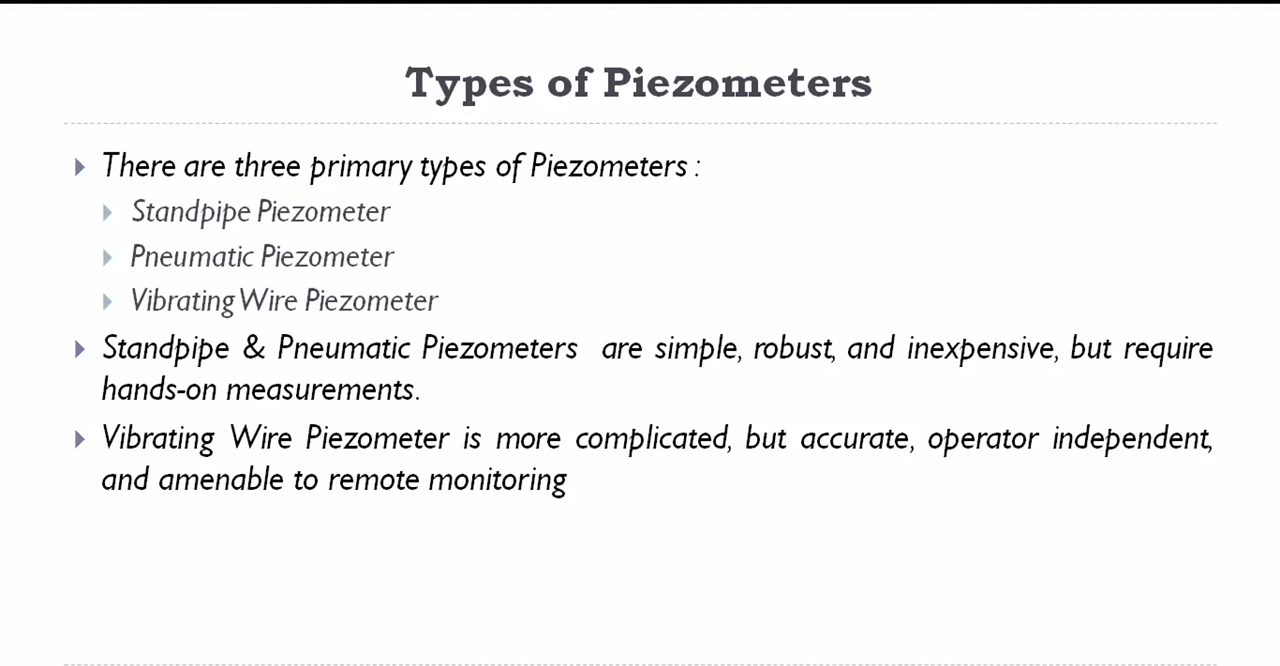 Types of Piezometers
There are three primary types of Piezometers :
Standpipe Piezometer
Pneumatic Piezometer
Vibrating Wire Piezometer
Standpipe & Pneumatic Piezometers are simple, robust, and inexpensive, but require
hands-on measurements.
Vibrating Wire Piezometer is more complicated, but accurate, operator independent,
and amenable to remote monitoring